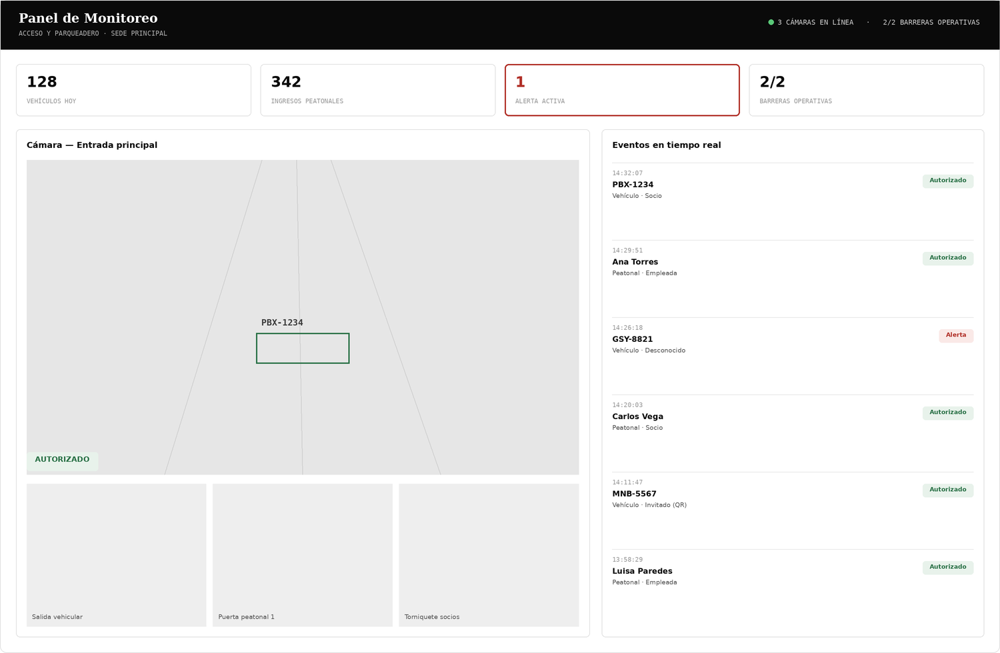 Panel de Monitoreo
ACCESO Y PARQUEADERO · SEDE PRINCIPAL
3 CÁMARAS EN LÍNEA · 2/2 BARRERAS OPERATIVAS
128
VEHÍCULOS HOY
342
INGRESOS PEATONALES
1
ALERTA ACTIVA
2/2
BARRERAS OPERATIVAS
Cámara — Entrada principal
PBX-1234
AUTORIZADO
Salida vehicular
Puerta peatonal 1
Torniquete socios
Eventos en tiempo real
14:32:07
PBX-1234
Vehículo · Socio
Autorizado
14:29:51
Ana Torres
Peatonal · Empleada
Autorizado
14:26:18
GSY-8821
Vehículo · Desconocido
Alerta
14:20:03
Carlos Vega
Peatonal · Socio
Autorizado
14:11:47
MNB-5567
Vehículo · Invitado (QR)
Autorizado
13:58:29
Luisa Paredes
Peatonal · Empleada
Autorizado